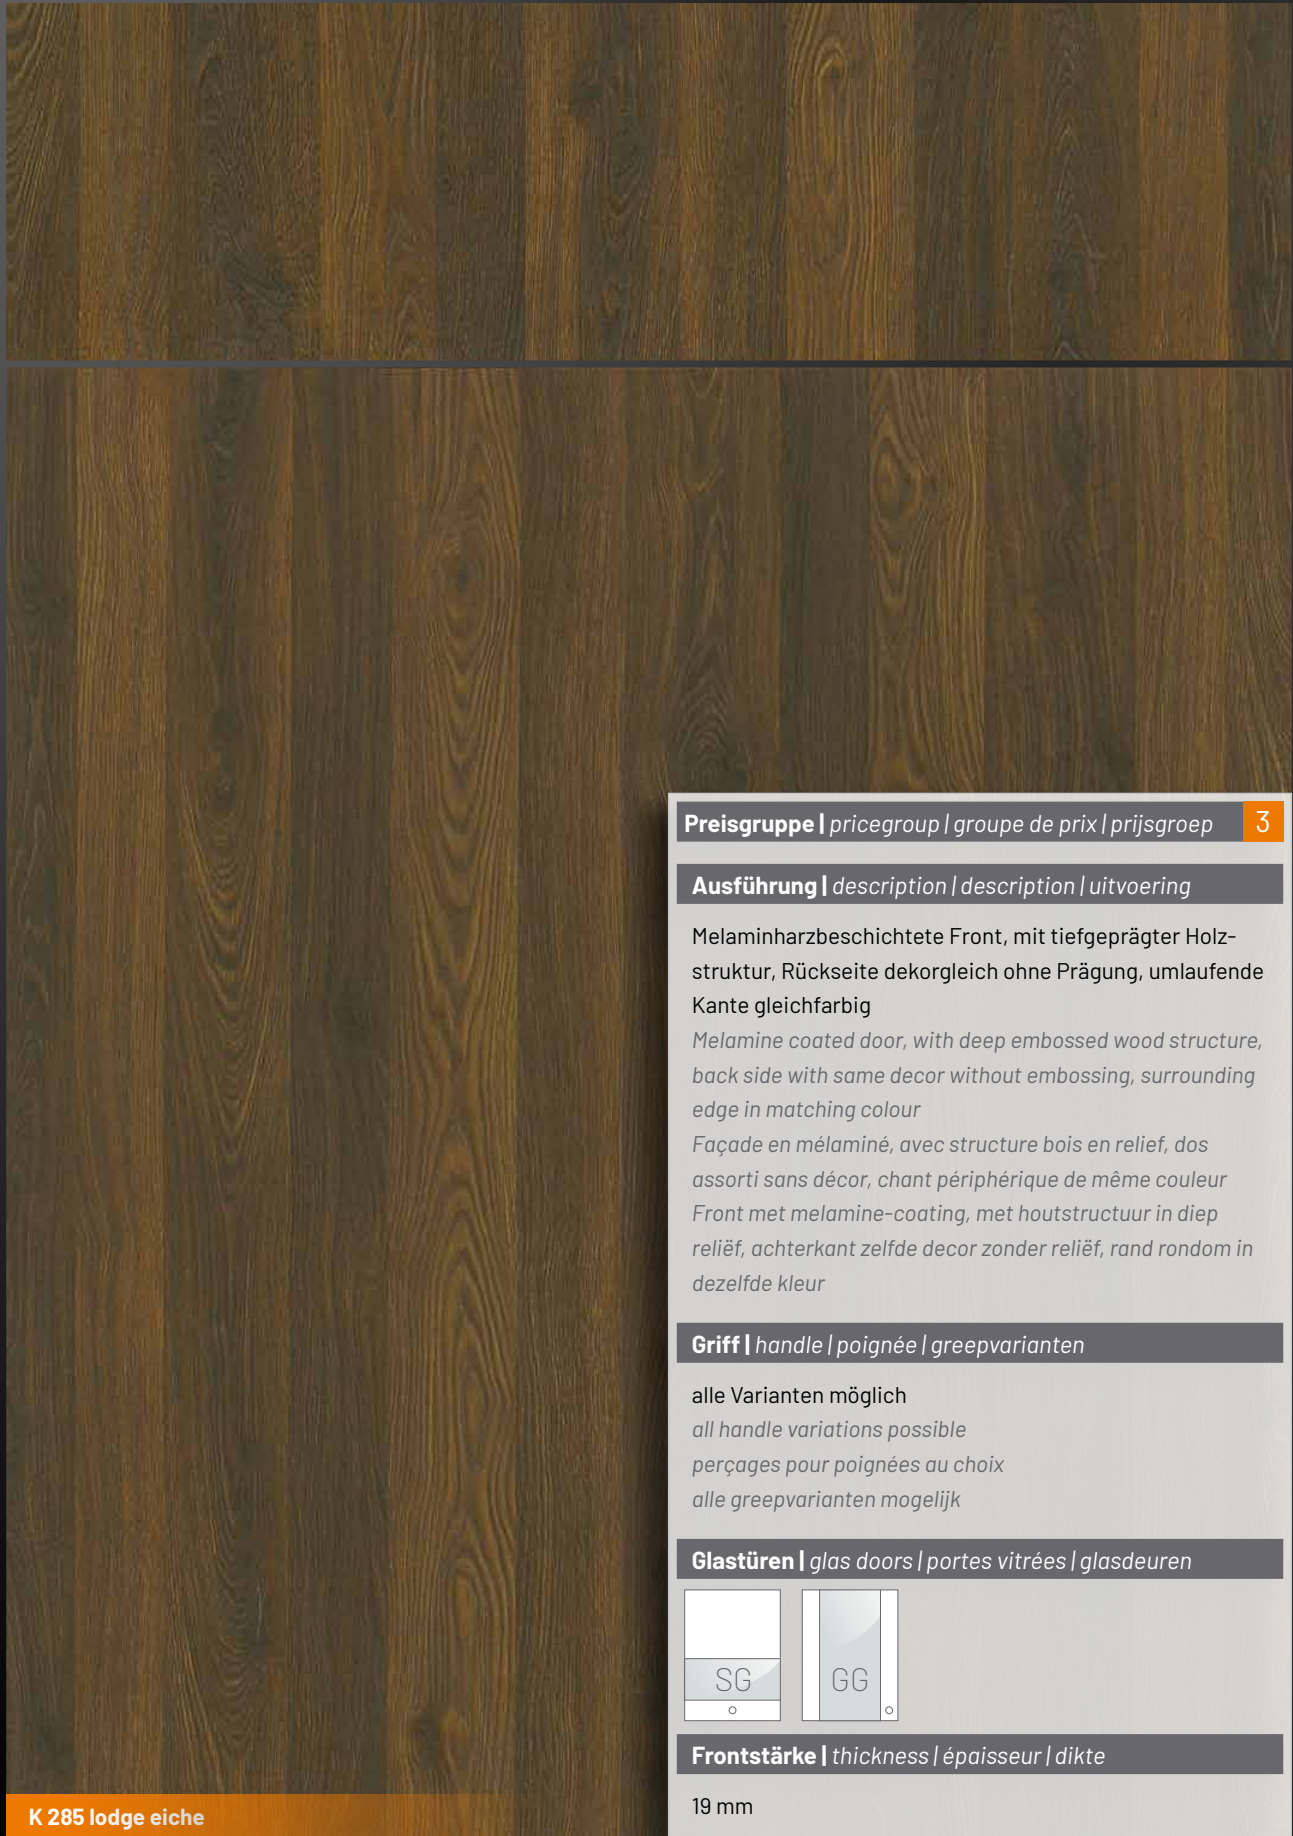 Preisgruppe | pricegroup | groupe de prix | prijsgroep 3
Ausführung | description | description | uitvoering
Melaminharzbeschichtete Front, mit tiefgeprägter Holz-
struktur, Rückseite dekorgleich ohne Prägung, umlaufende
Kante gleichfarbig
Melamine coated door, with deep embossed wood structure,
back side with same decor without embossing, surrounding
edge in matching colour
Façade en mélaminé, avec structure bois en relief, dos
assorti sans décor, chant périphérique de même couleur
Front met melamine-coating, met houtstructuur in diep
reliëf, achterkant zelfde decor zonder reliëf, rand rondom in
dezelfde kleur
Griff | handle | poignée | greepvarianten
alle Varianten möglich
all handle variations possible
perçages pour poignées au choix
alle greepvarianten mogelijk
Glastüren | glas doors | portes vitrées | glasdeuren
SG GG
Frontstärke | thickness | épaisseur | dikte
19 mm
K 285 lodge eiche